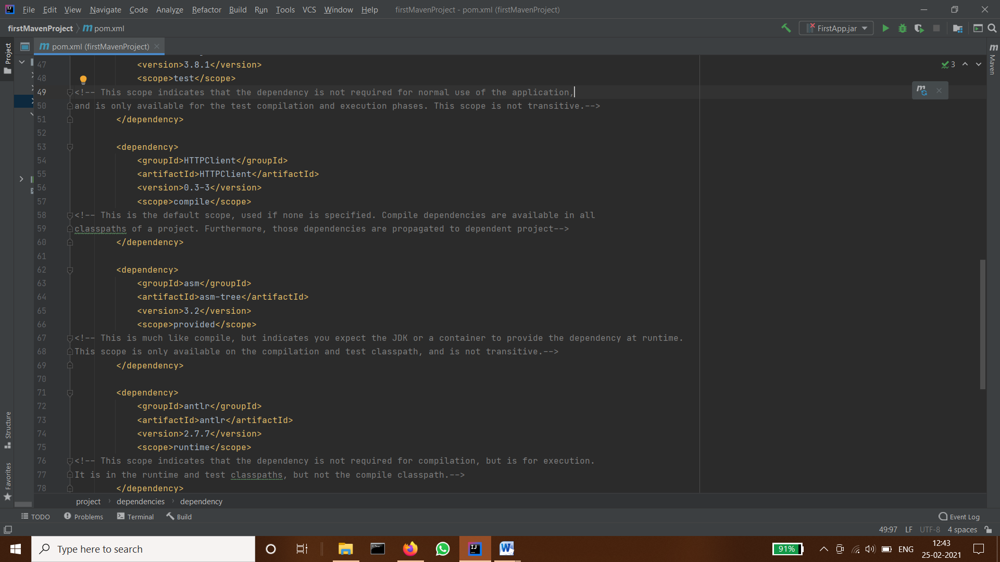 File Edit View Navigate Code Analyze Refactor Build Run Tools VCS Window Help firstMavenProject - pom.xml (firstMavenProject)
firstMavenProject m pom.xml FirstApp.jar
Project m pom.xml (firstMavenProject) m Maven
47 <version>3.8.1</version> 3
48 <scope>test</scope>
49 <!-- This scope indicates that the dependency is not required for normal use of the application, m
50 and is only available for the test compilation and execution phases. This scope is not transitive.-->
51 </dependency>
52
53 <dependency>
54 <groupId>HTTPClient</groupId>
55 <artifactId>HTTPClient</artifactId>
56 <version>0.3-3</version>
57 <scope>compile</scope>
58 <!-- This is the default scope, used if none is specified. Compile dependencies are available in all
59 classpaths of a project. Furthermore, those dependencies are propagated to dependent project-->
60 </dependency>
61
62 <dependency>
63 <groupId>asm</groupId>
64 <artifactId>asm-tree</artifactId>
65 <version>3.2</version>
66 <scope>provided</scope>
67 <!-- This is much like compile, but indicates you expect the JDK or a container to provide the dependency at runtime.
68 This scope is only available on the compilation and test classpath, and is not transitive.-->
69 </dependency>
70
71 <dependency>
72 <groupId>antlr</groupId>
73 <artifactId>antlr</artifactId>
74 <version>2.7.7</version>
75 <scope>runtime</scope>
76 <!-- This scope indicates that the dependency is not required for compilation, but is for execution.
77 It is in the runtime and test classpaths, but not the compile classpath.-->
78 </dependency>
Structure
Favorites
project dependencies dependency
TODO Problems Terminal Build Event Log
49:97 LF UTF-8 4 spaces
Type here to search 91% ENG 12:43
25-02-2021